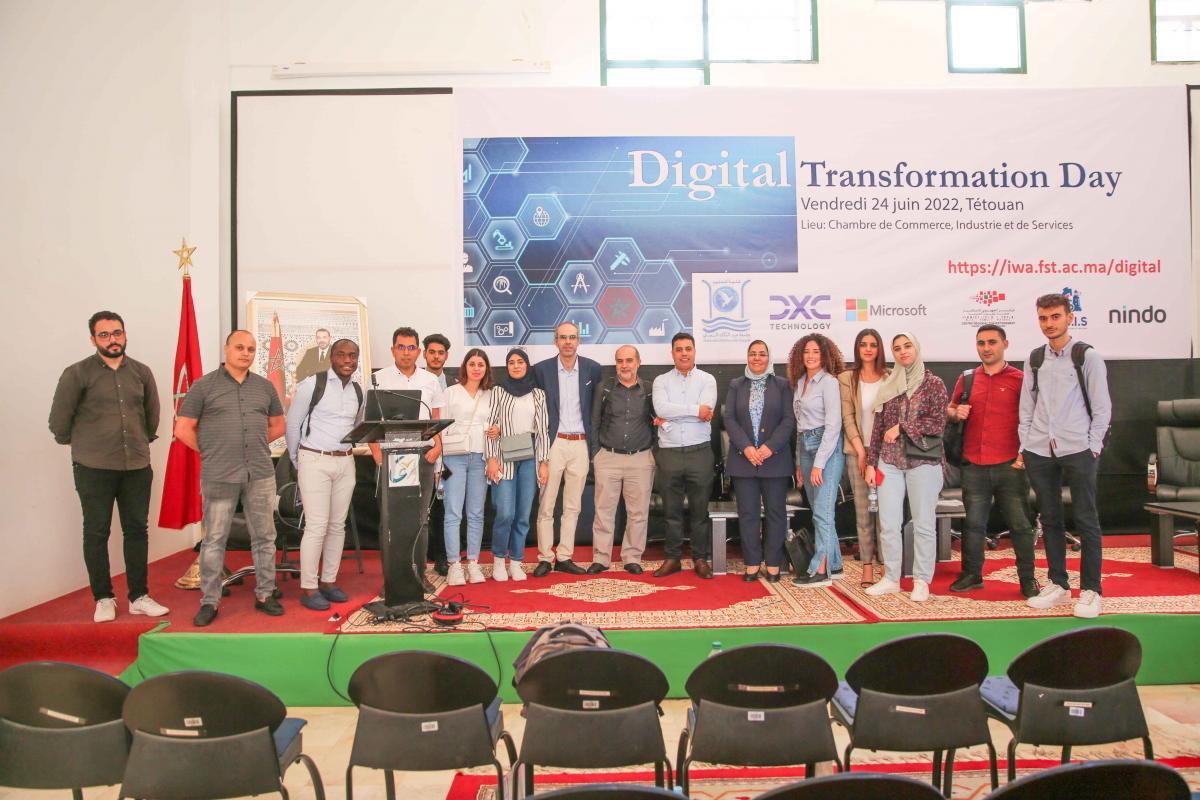 Digital Transformation Day
Vendredi 24 juin 2022, Tétouan
Lieu: Chambre de Commerce, Industrie et de Services
https://iwa.fst.ac.ma/digital
DXC
TECHNOLOGY
Microsoft
nindo